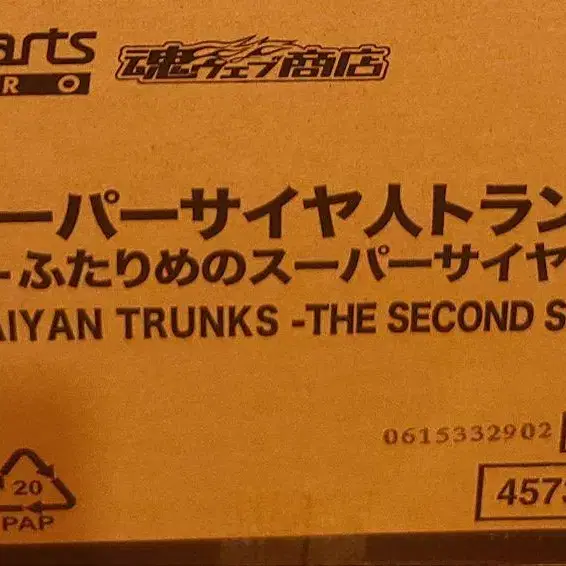 arts 魂ウェブ商店
RO
ーパーサイヤ人トラン
-ふたりめのスーパーサイヤ
AIYAN TRUNKS -THE SECOND S
0615332902
20
PAP
457